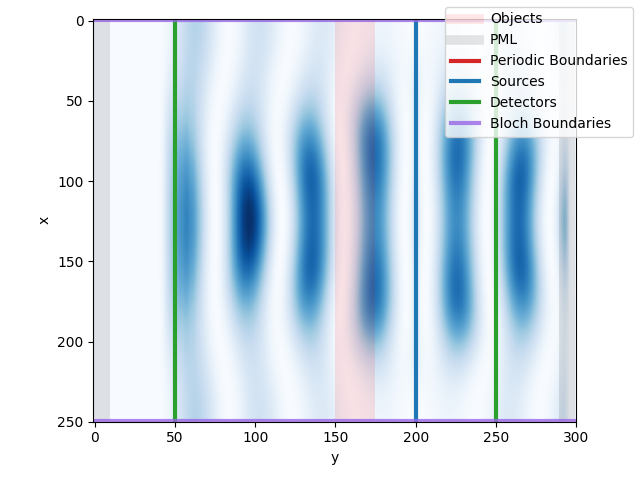 Objects
PML
Periodic Boundaries
Sources
Detectors
Bloch Boundaries
0
50
100
150
200
250
x
0 50 100 150 200 250 300
y